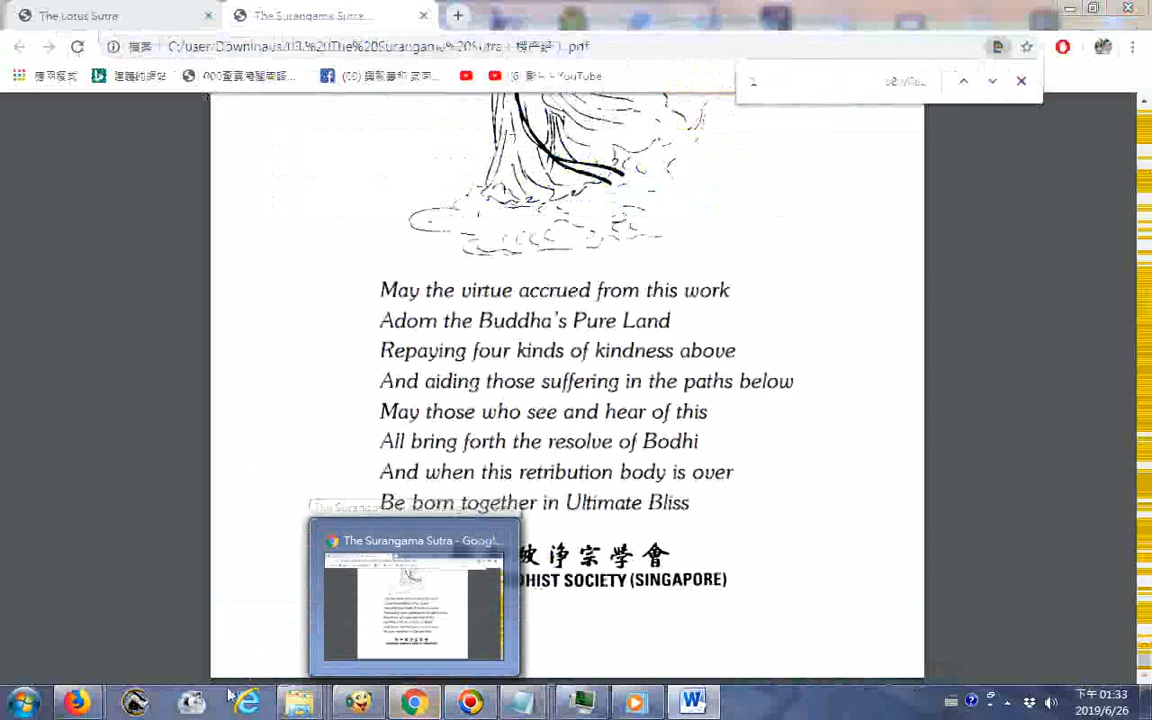 The Lotus Sutra
The Surangama Sutra
(G) 影片 - YouTube
May the virtue accrued from this work
Adorn the Buddha's Pure Land
Repaying four kinds of kindness above
And aiding those suffering in the paths below
May those who see and hear of this
All bring forth the resolve of Bodhi
And when this retribution body is over
Be born together in Ultimate Bliss
The Surangama Sutra - Googl...
坡淨宗學會
DHIST SOCIETY (SINGAPORE)
下午 01:33
2019/6/26